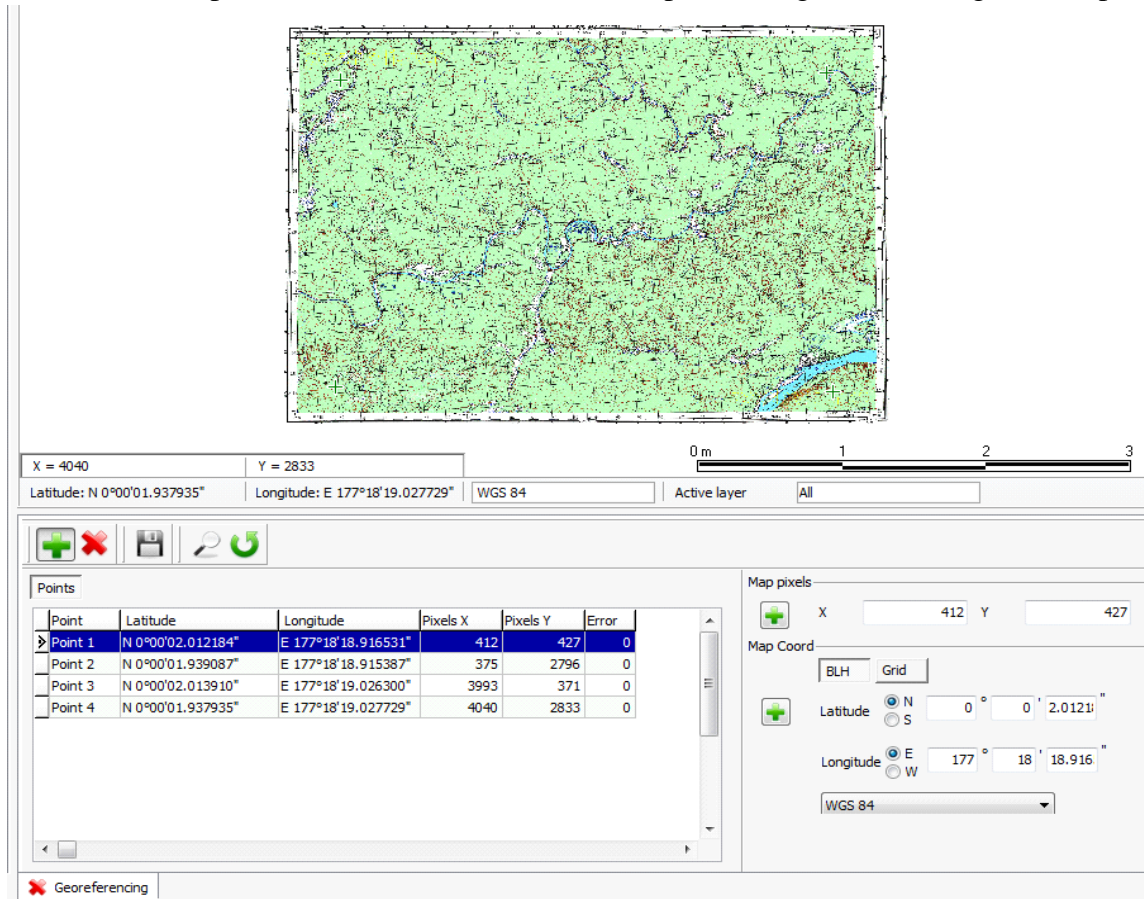 0 m 1 2 3
X = 4040 Y = 2833
Latitude: N 0°00'01.937935" Longitude: E 177°18'19.027729" WGS 84 Active layer All
Points
Point Latitude Longitude Pixels X Pixels Y Error
Point 1 N 0°00'02.012184" E 177°18'18.916531" 412 427 0
Point 2 N 0°00'01.939087" E 177°18'18.915387" 375 2796 0
Point 3 N 0°00'02.013910" E 177°18'19.026300" 3993 371 0
Point 4 N 0°00'01.937935" E 177°18'19.027729" 4040 2833 0
Map pixels
X 412 Y 427
Map Coord
BLH Grid
Latitude N S 0 ° 0 ' 2.0121 "
Longitude E W 177 ° 18 ' 18.916 "
WGS 84
Georeferencing